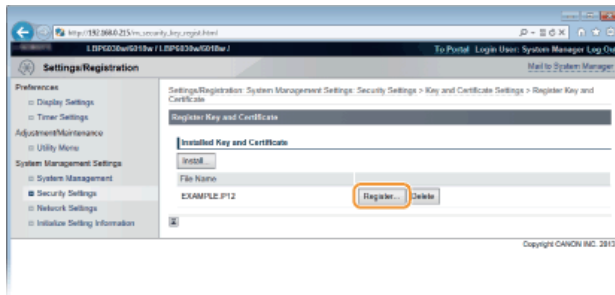 http://192.168.0.215/m_security_key_regist.html
LBP6030w/6018w / LBP6030w/6018w /
To Portal Login User: System Manager Log Out
Settings/Registration
Mail to System Manager
Preferences
Display Settings
Timer Settings
Adjustment/Maintenance
Utility Menu
System Management Settings
System Management
Security Settings
Network Settings
Initialize Setting Information
Settings/Registration: System Management Settings: Security Settings > Key and Certificate Settings > Register Key and
Certificate
Register Key and Certificate
Installed Key and Certificate
Install...
File Name
EXAMPLE.P12
Register...
Delete
Copyright CANON INC. 2013